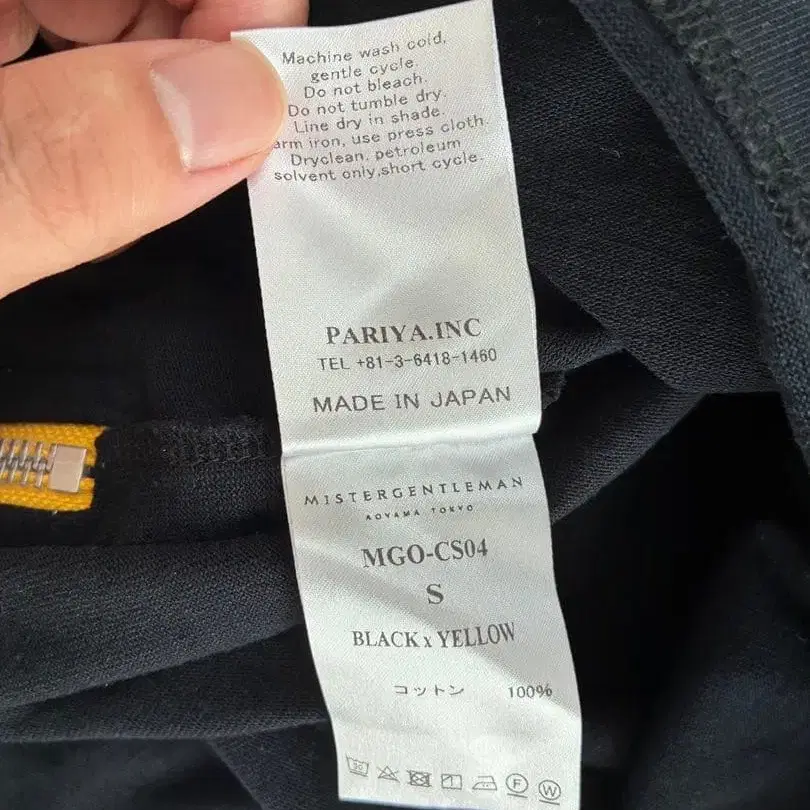 Machine wash cold,
gentle cycle.
Do not bleach.
Do not tumble dry.
Line dry in shade.
arm iron, use press cloth.
Dryclean, petroleum
solvent only,short cycle.
PARIYA.INC
TEL +81-3-6418-1460
MADE IN JAPAN
MISTERGENTLEMAN
AOYAMA TOKYO
MGO-CS04
S
BLACK x YELLOW
コットン 100%
30
F W